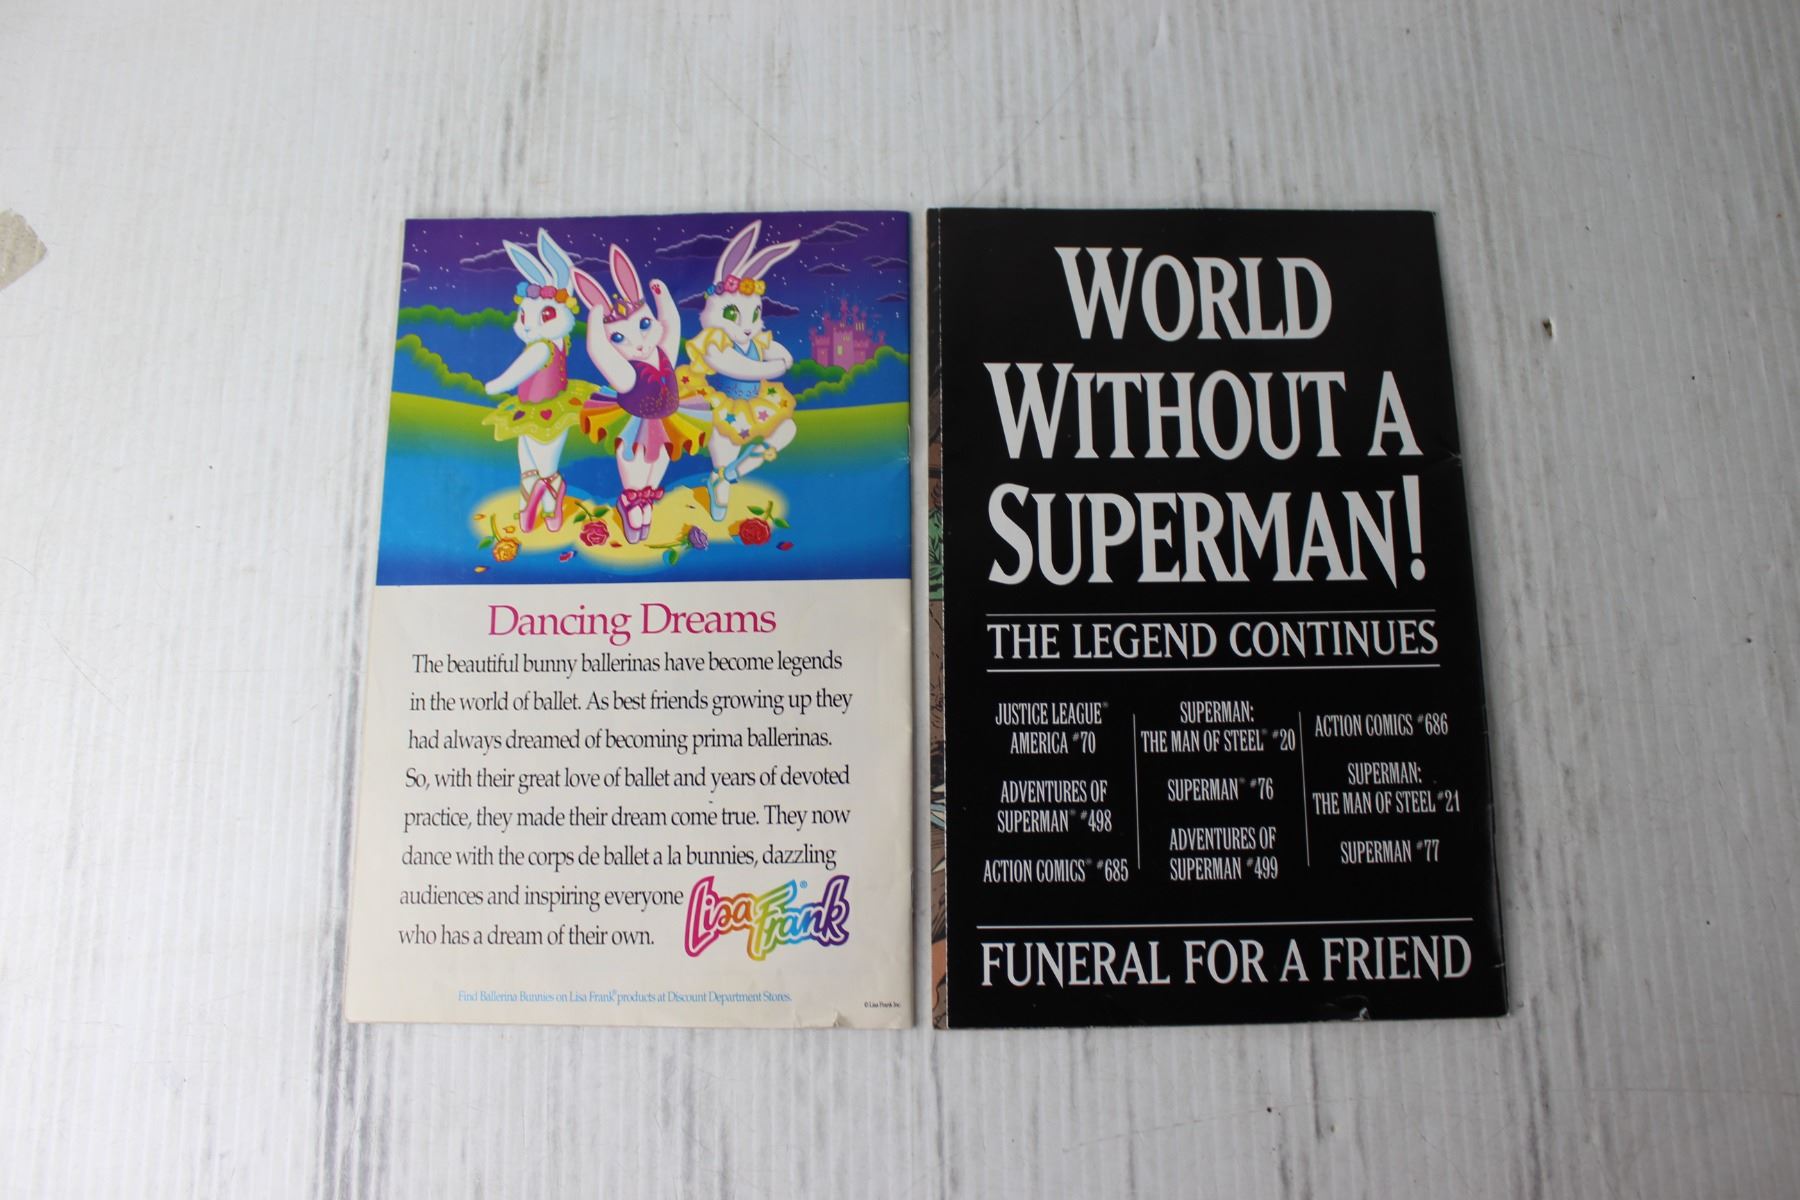 Dancing Dreams
The beautiful bunny ballerinas have become legends
in the world of ballet. As best friends growing up they
had always dreamed of becoming prima ballerinas.
So, with their great love of ballet and years of devoted
practice, they made their dream come true. They now
dance with the corps de ballet a la bunnies, dazzling
audiences and inspiring everyone
who has a dream of their own.
Lisa Frank®
Find Ballerina Bunnies on Lisa Frank® products at Discount Department Stores.
© Lisa Frank Inc
WORLD
WITHOUT A
SUPERMAN!
THE LEGEND CONTINUES
JUSTICE LEAGUE®
AMERICA #70
ADVENTURES OF
SUPERMAN® #498
ACTION COMICS® #685
SUPERMAN:
THE MAN OF STEEL® #20
SUPERMAN® #76
ADVENTURES OF
SUPERMAN #499
ACTION COMICS #686
SUPERMAN:
THE MAN OF STEEL #21
SUPERMAN #77
FUNERAL FOR A FRIEND